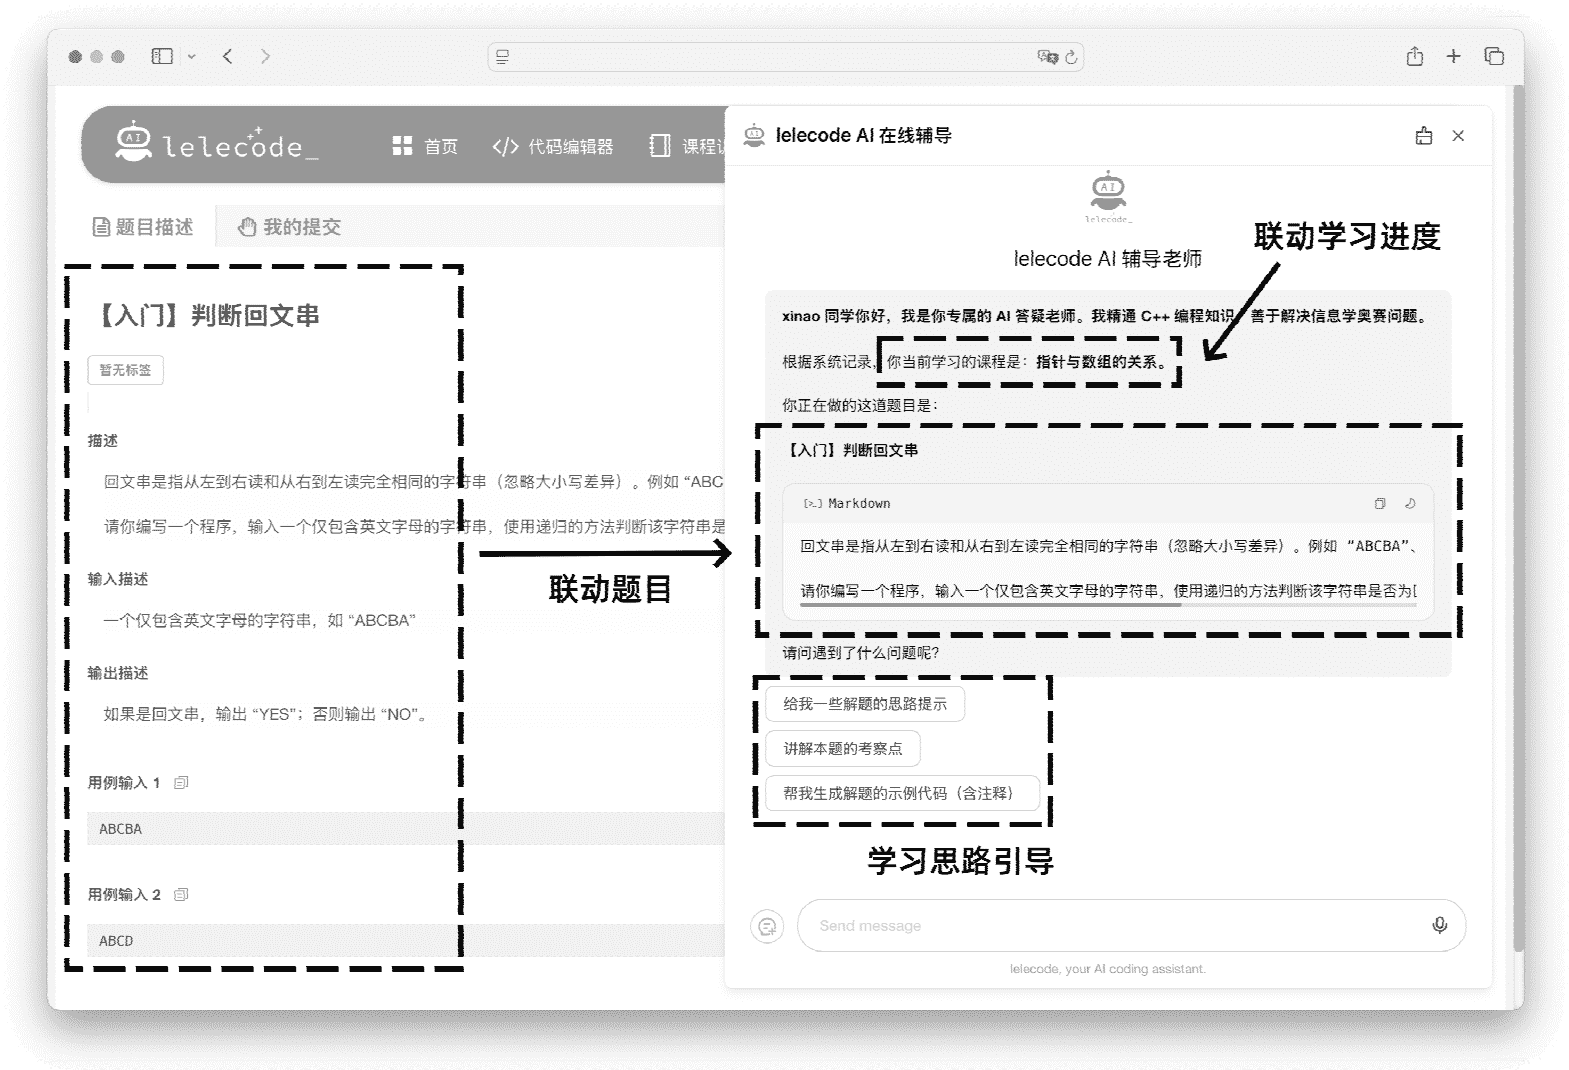 lelecode_
首页
代码编辑器
课程
题目描述
我的提交
【入门】判断回文串
暂无标签
描述
回文串是指从左到右读和从右到左读完全相同的字符串（忽略大小写差异）。例如 “ABC
请你编写一个程序，输入一个仅包含英文字母的字符串，使用递归的方法判断该字符串是
输入描述
一个仅包含英文字母的字符串，如 “ABCBA”
输出描述
如果是回文串，输出 “YES”；否则输出 “NO”。
用例输入 1
ABCBA
用例输入 2
ABCD
联动题目
lelecode AI 在线辅导
AI
lelecode_
lelecode AI 辅导老师
联动学习进度
xinao 同学你好，我是你专属的 AI 答疑老师。我精通 C++ 编程知识，善于解决信息学奥赛问题。
根据系统记录，你当前学习的课程是：指针与数组的关系。
你正在做的这道题目是：
【入门】判断回文串
Markdown
回文串是指从左到右读和从右到左读完全相同的字符串（忽略大小写差异）。例如 “ABCBA”、
请你编写一个程序，输入一个仅包含英文字母的字符串，使用递归的方法判断该字符串是否为
请问遇到了什么问题呢？
给我一些解题的思路提示
讲解本题的考察点
帮我生成解题的示例代码（含注释）
学习思路引导
Send message
lelecode, your AI coding assistant.